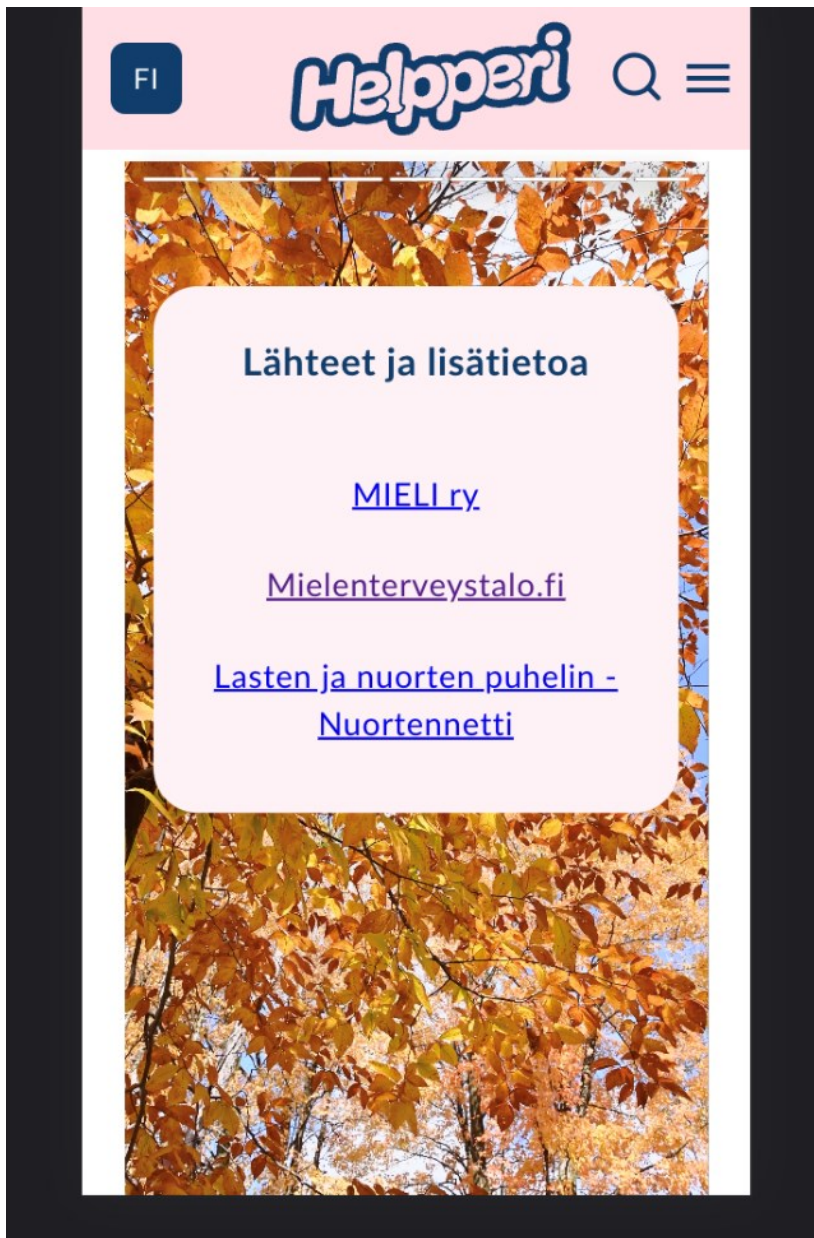 FI
Helpperi
Lähteet ja lisätietoa
MIELI ry
Mielenterveystalo.fi
Lasten ja nuorten puhelin -
Nuortennetti